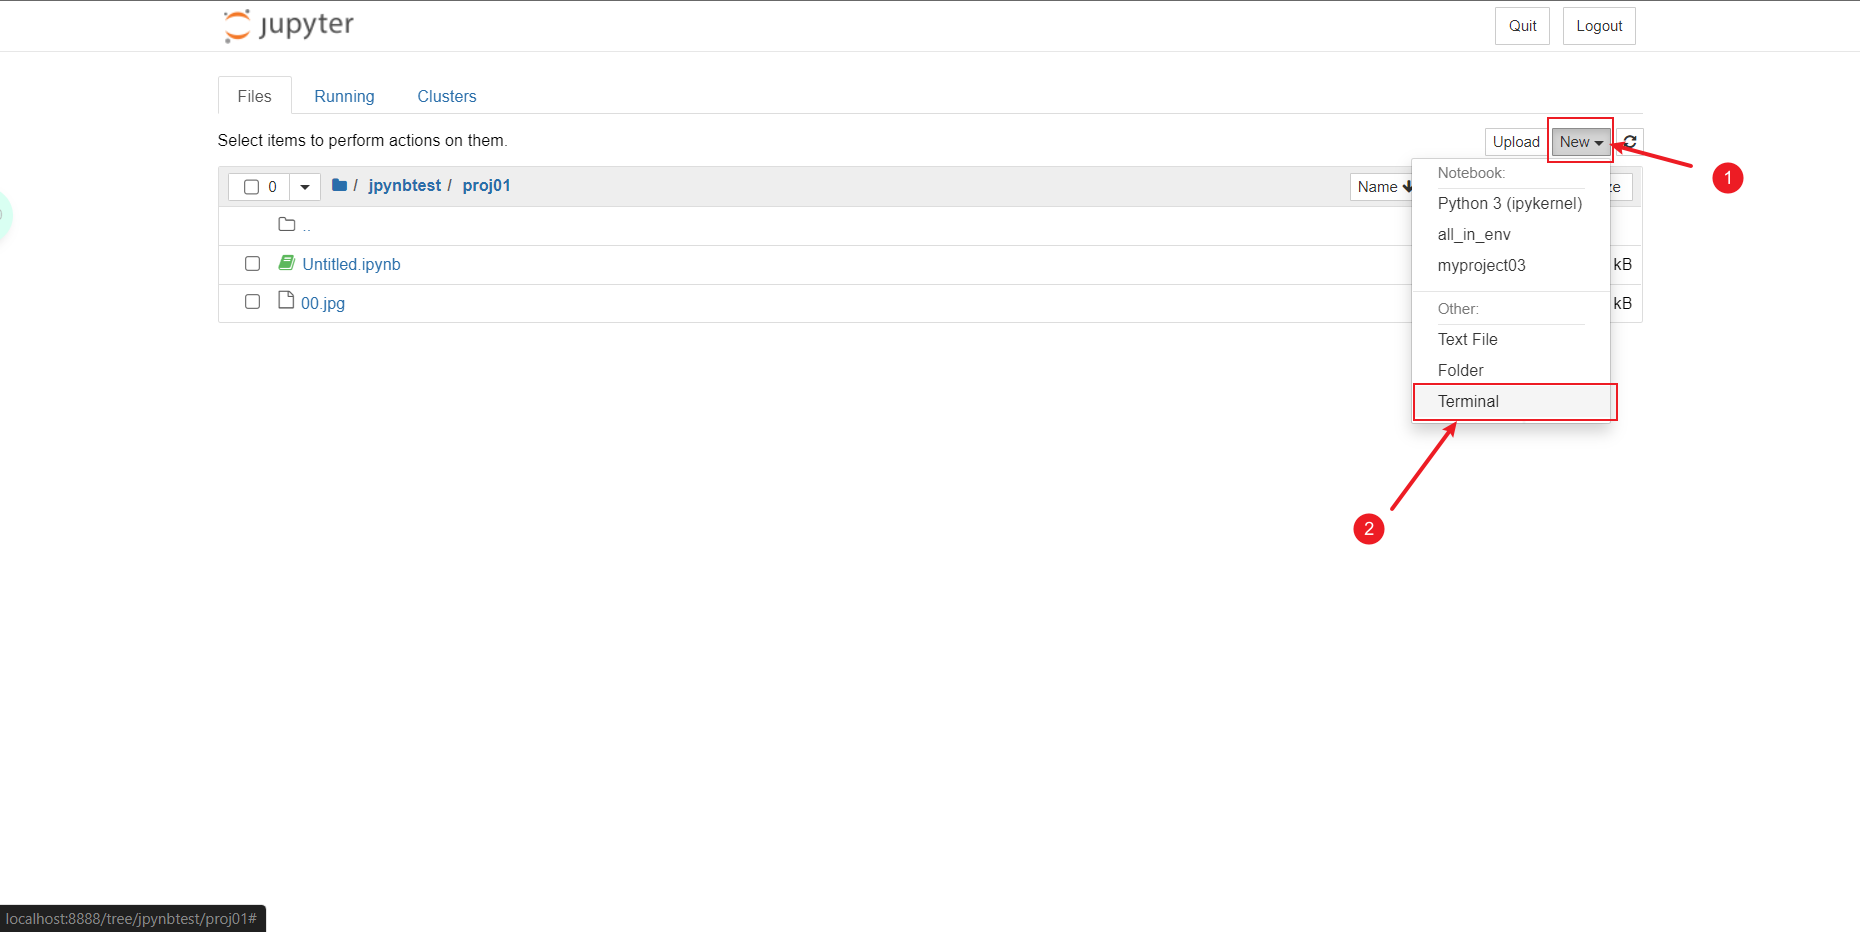 jupyter
Quit Logout
Files Running Clusters
Select items to perform actions on them.
Upload New
1
0 / jpynbtest / proj01 Name ze
Notebook:
Python 3 (ipykernel)
..
all_in_env
Untitled.ipynb kB
myproject03
00.jpg kB
Other:
Text File
Folder
Terminal
2
localhost:8888/tree/jpynbtest/proj01#